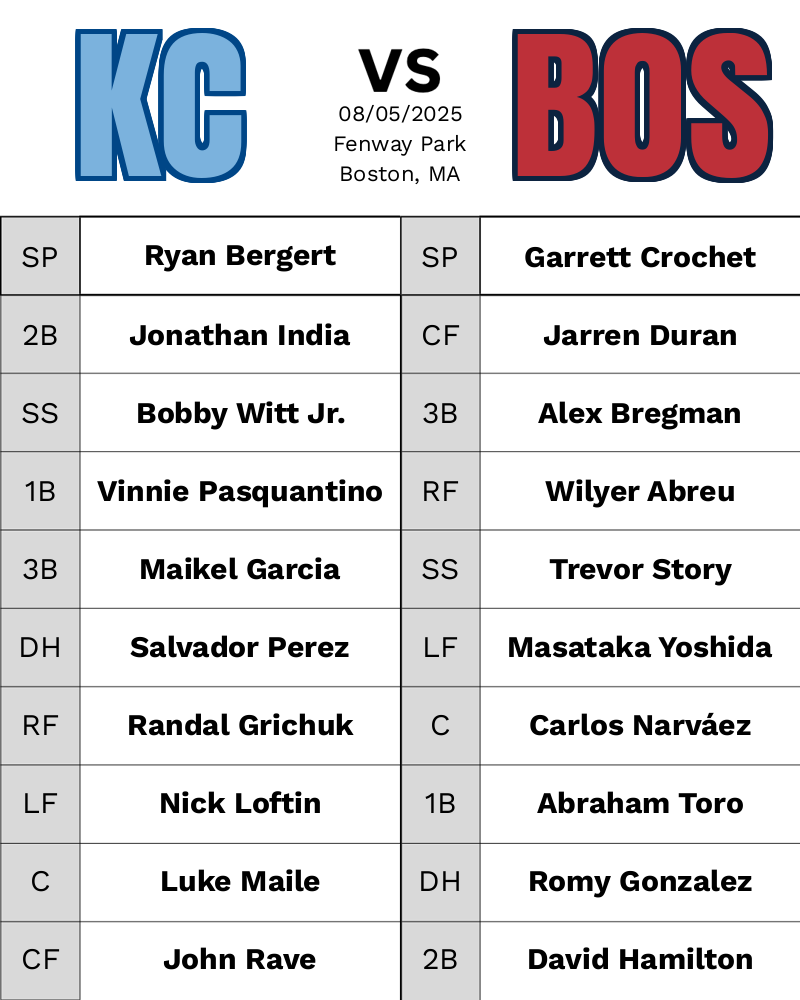 KC
VS
BOS
08/05/2025
Fenway Park
Boston, MA
SP Ryan Bergert SP Garrett Crochet
2B Jonathan India CF Jarren Duran
SS Bobby Witt Jr. 3B Alex Bregman
1B Vinnie Pasquantino RF Wilyer Abreu
3B Maikel Garcia SS Trevor Story
DH Salvador Perez LF Masataka Yoshida
RF Randal Grichuk C Carlos Narváez
LF Nick Loftin 1B Abraham Toro
C Luke Maile DH Romy Gonzalez
CF John Rave 2B David Hamilton